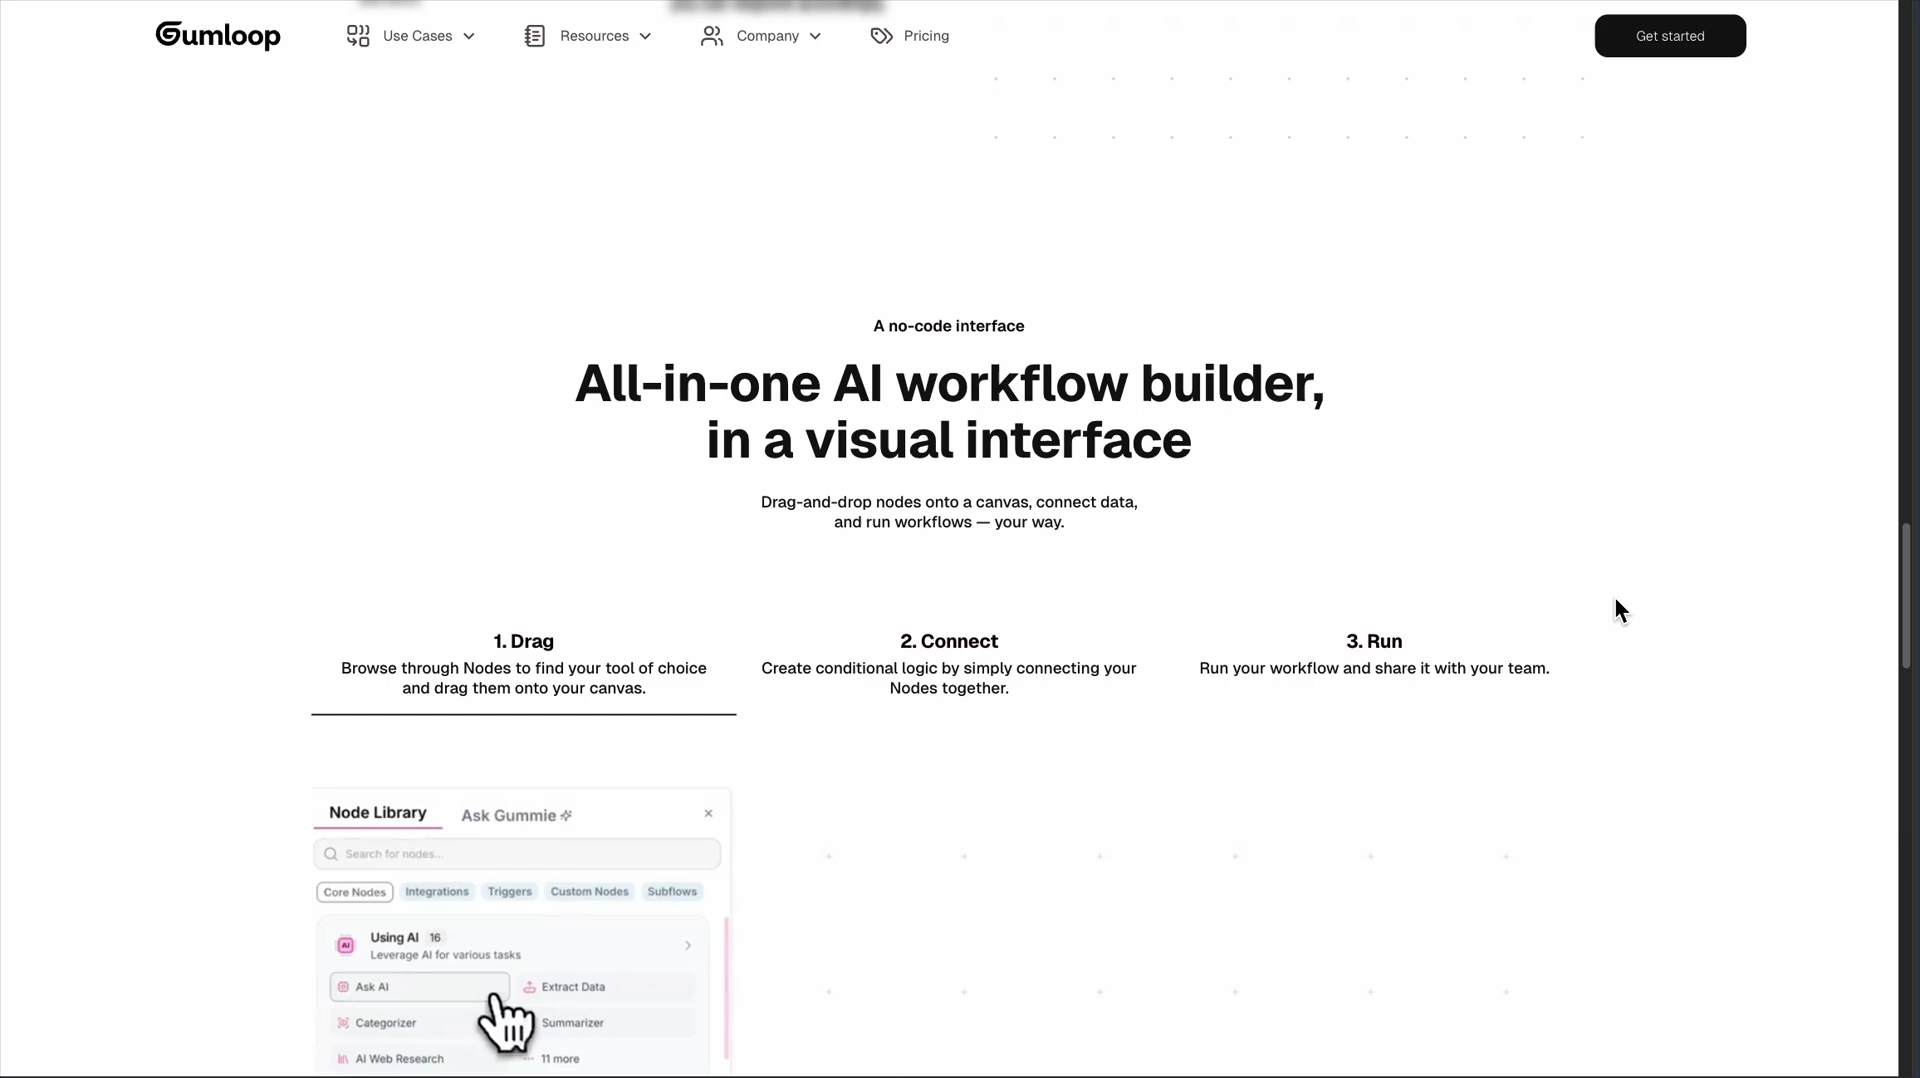 Gumloop
Use Cases
Resources
Company
Pricing
Get started
A no-code interface
All-in-one AI workflow builder,
in a visual interface
Drag-and-drop nodes onto a canvas, connect data,
and run workflows — your way.
1. Drag
Browse through Nodes to find your tool of choice
and drag them onto your canvas.
2. Connect
Create conditional logic by simply connecting your
Nodes together.
3. Run
Run your workflow and share it with your team.
Node Library
Ask Gummie
Search for nodes...
Core Nodes
Integrations
Triggers
Custom Nodes
Subflows
AI
Using AI 16
Leverage AI for various tasks
Ask AI
Extract Data
Categorizer
Summarizer
AI Web Research
11 more